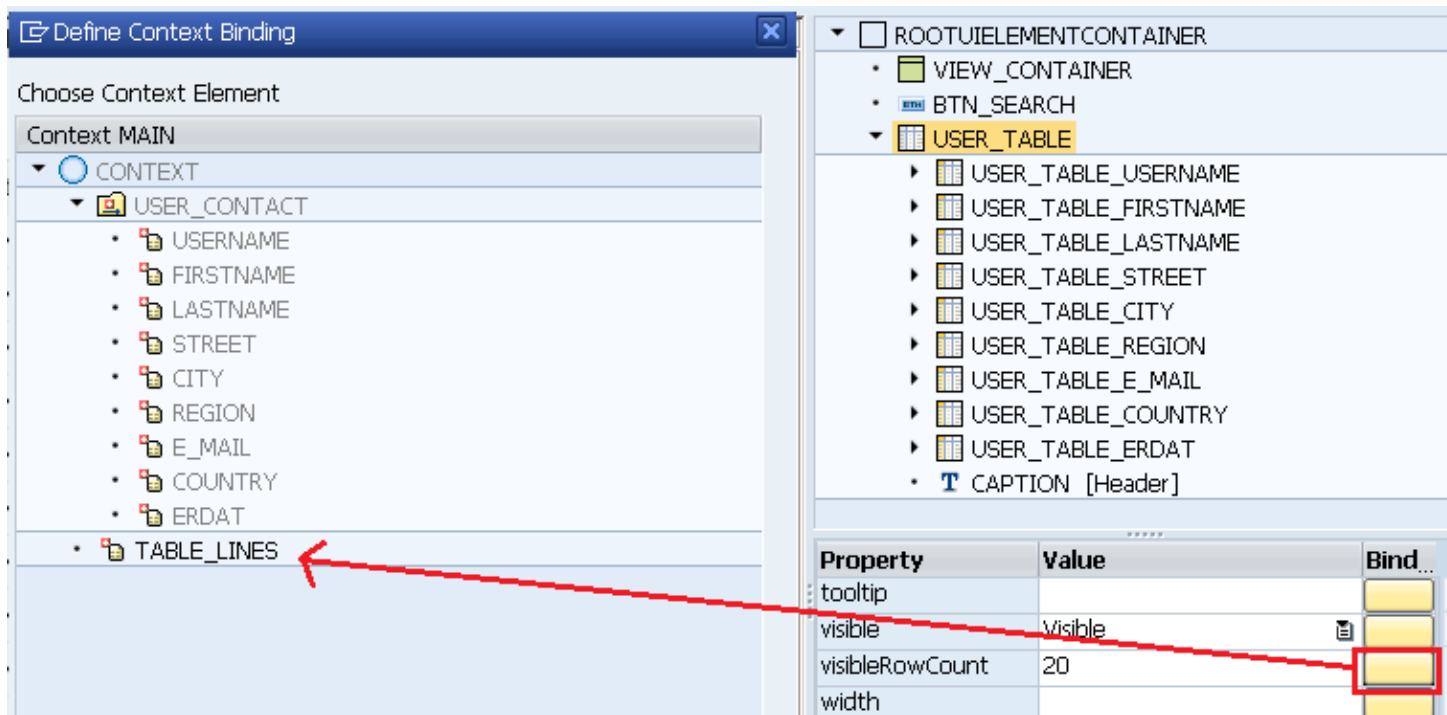 Define Context Binding
Choose Context Element
Context MAIN
CONTEXT
USER_CONTACT
USERNAME
FIRSTNAME
LASTNAME
STREET
CITY
REGION
E_MAIL
COUNTRY
ERDAT
TABLE_LINES
ROOTUIELEMENTCONTAINER
VIEW_CONTAINER
BTN BTN_SEARCH
USER_TABLE
USER_TABLE_USERNAME
USER_TABLE_FIRSTNAME
USER_TABLE_LASTNAME
USER_TABLE_STREET
USER_TABLE_CITY
USER_TABLE_REGION
USER_TABLE_E_MAIL
USER_TABLE_COUNTRY
USER_TABLE_ERDAT
T CAPTION [Header]
Property Value Bind...
tooltip
visible Visible
visibleRowCount 20
width